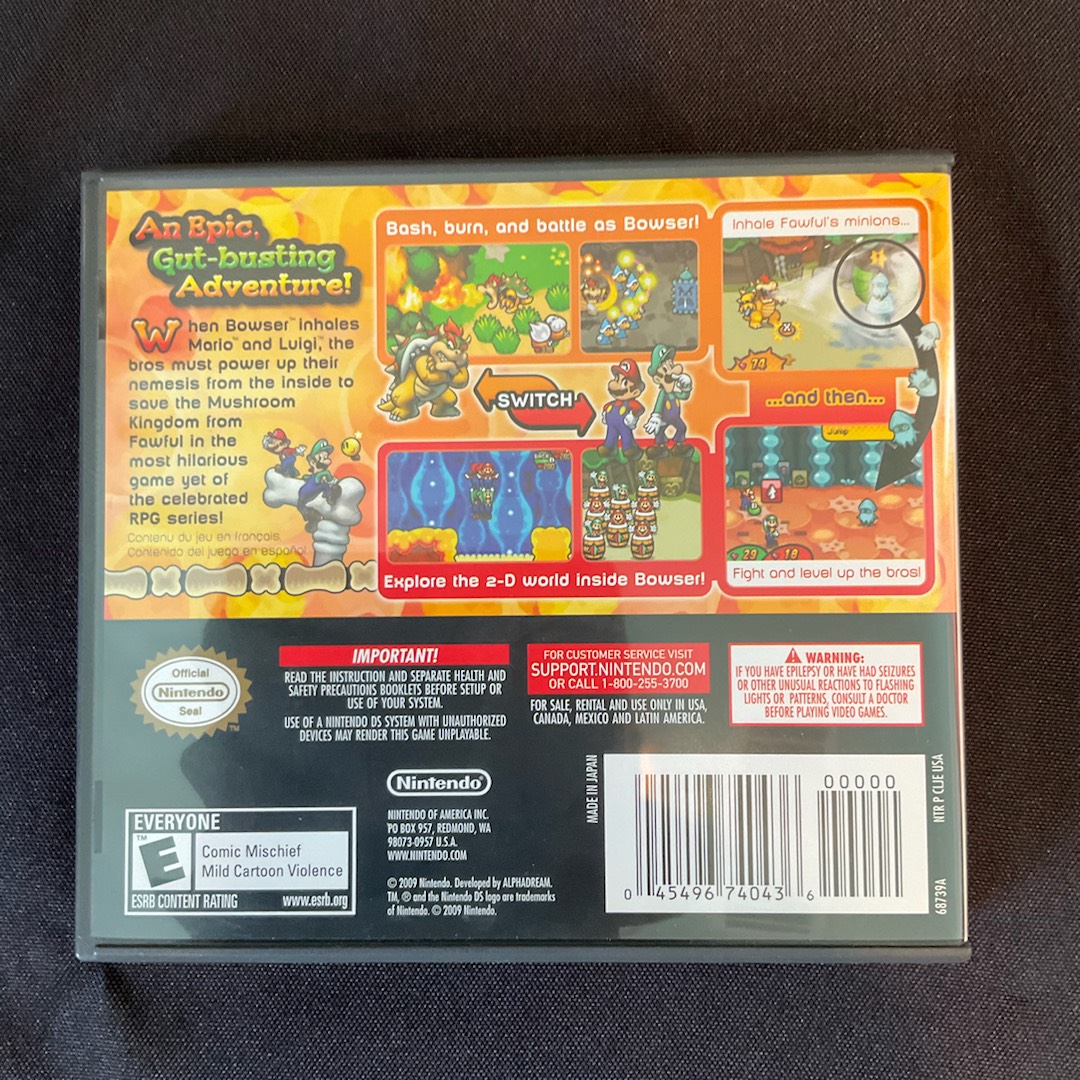 An Epic,
Gut-busting
Adventure!
When Bowser™ inhales
Mario™ and Luigi,™ the
bros must power up their
nemesis from the inside to
save the Mushroom
Kingdom from
Fawful in the
most hilarious
game yet of
the celebrated
RPG series!
Contenu du jeu en français.
Contenido del juego en español.
Bash, burn, and battle as Bowser!
SWITCH
Explore the 2-D world inside Bowser!
Inhale Fawful's minions...
X
74
...and then...
Jump
29 18
Fight and level up the bros!
Official
Nintendo
Seal
TM
IMPORTANT!
READ THE INSTRUCTION AND SEPARATE HEALTH AND
SAFETY PRECAUTIONS BOOKLETS BEFORE SETUP OR
USE OF YOUR SYSTEM.
USE OF A NINTENDO DS SYSTEM WITH UNAUTHORIZED
DEVICES MAY RENDER THIS GAME UNPLAYABLE.
FOR CUSTOMER SERVICE VISIT
SUPPORT.NINTENDO.COM
OR CALL 1-800-255-3700
FOR SALE, RENTAL AND USE ONLY IN USA,
CANADA, MEXICO AND LATIN AMERICA.
WARNING:
IF YOU HAVE EPILEPSY OR HAVE HAD SEIZURES
OR OTHER UNUSUAL REACTIONS TO FLASHING
LIGHTS OR PATTERNS, CONSULT A DOCTOR
BEFORE PLAYING VIDEO GAMES.
EVERYONE
TM
E
Comic Mischief
Mild Cartoon Violence
ESRB CONTENT RATING www.esrb.org
Nintendo®
NINTENDO OF AMERICA INC.
PO BOX 957, REDMOND, WA
98073-0957 U.S.A.
WWW.NINTENDO.COM
© 2009 Nintendo. Developed by ALPHADREAM.
TM, ® and the Nintendo DS logo are trademarks
of Nintendo. © 2009 Nintendo.
MADE IN JAPAN
00000
0 45496 74043 6
NTR P CLJE USA
68739A